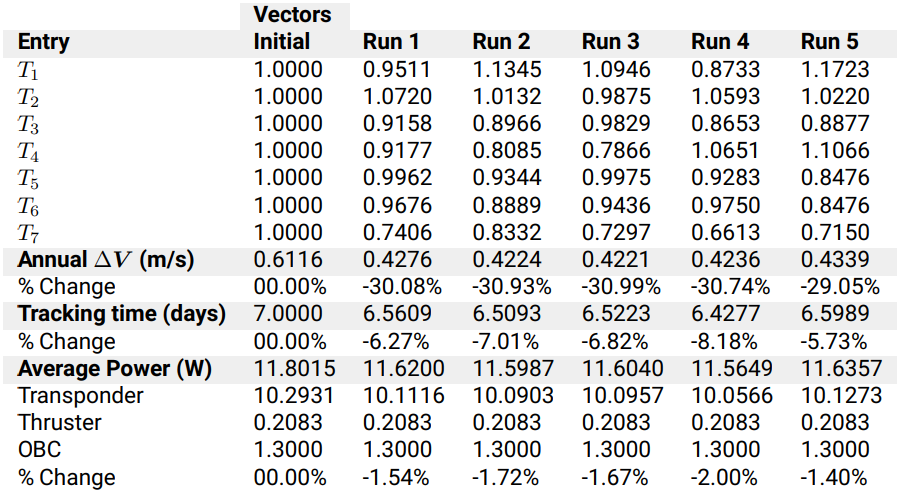 Vectors
Entry Initial Run 1 Run 2 Run 3 Run 4 Run 5
T1 1.0000 0.9511 1.1345 1.0946 0.8733 1.1723
T2 1.0000 1.0720 1.0132 0.9875 1.0593 1.0220
T3 1.0000 0.9158 0.8966 0.9829 0.8653 0.8877
T4 1.0000 0.9177 0.8085 0.7866 1.0651 1.1066
T5 1.0000 0.9962 0.9344 0.9975 0.9283 0.8476
T6 1.0000 0.9676 0.8889 0.9436 0.9750 0.8476
T7 1.0000 0.7406 0.8332 0.7297 0.6613 0.7150
Annual ΔV (m/s) 0.6116 0.4276 0.4224 0.4221 0.4236 0.4339
% Change 00.00% -30.08% -30.93% -30.99% -30.74% -29.05%
Tracking time (days) 7.0000 6.5609 6.5093 6.5223 6.4277 6.5989
% Change 00.00% -6.27% -7.01% -6.82% -8.18% -5.73%
Average Power (W) 11.8015 11.6200 11.5987 11.6040 11.5649 11.6357
Transponder 10.2931 10.1116 10.0903 10.0957 10.0566 10.1273
Thruster 0.2083 0.2083 0.2083 0.2083 0.2083 0.2083
OBC 1.3000 1.3000 1.3000 1.3000 1.3000 1.3000
% Change 00.00% -1.54% -1.72% -1.67% -2.00% -1.40%